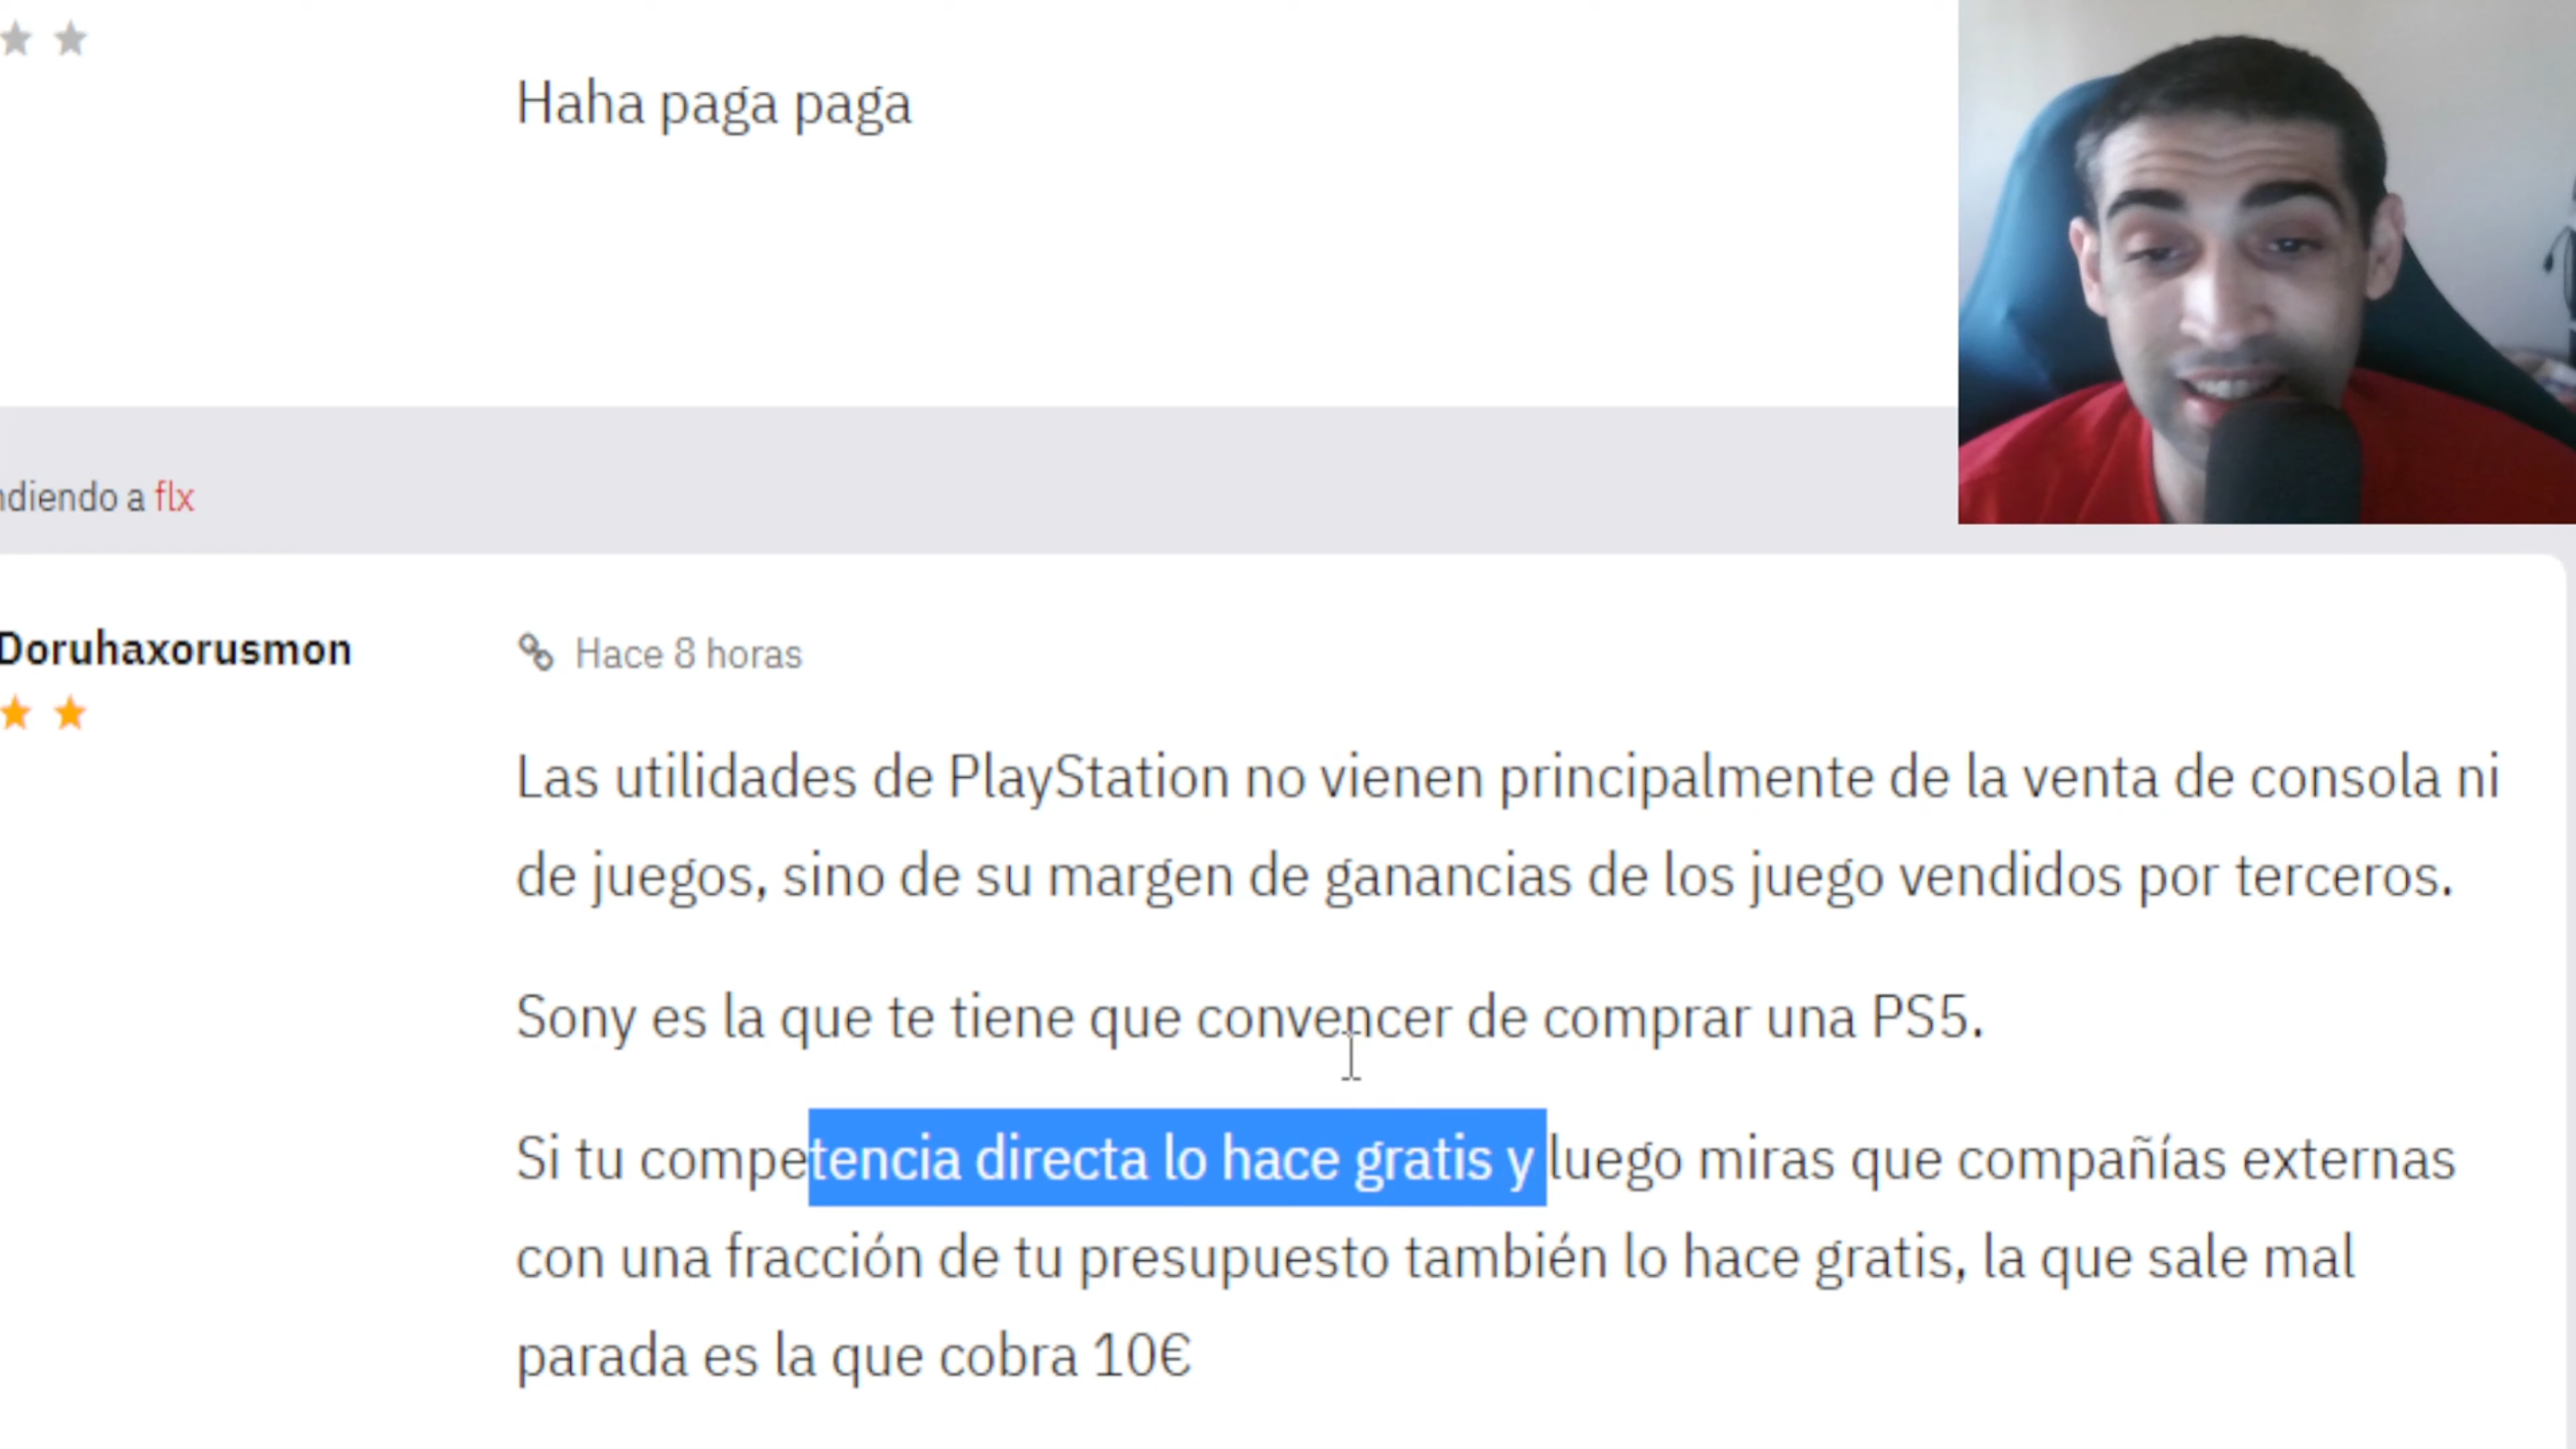 Haha paga paga
ndiendo a flx
Doruhaxorusmon
Hace 8 horas
Las utilidades de PlayStation no vienen principalmente de la venta de consola ni
de juegos, sino de su margen de ganancias de los juego vendidos por terceros.
Sony es la que te tiene que convencer de comprar una PS5.
Si tu competencia directa lo hace gratis y luego miras que compañías externas
con una fracción de tu presupuesto también lo hace gratis, la que sale mal
parada es la que cobra 10€